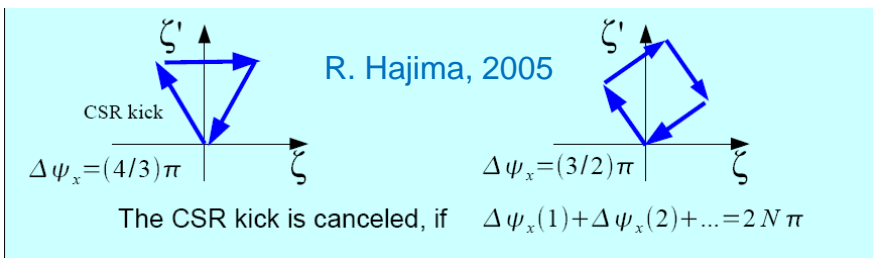 ζ'
ζ'
R. Hajima, 2005
CSR kick
ζ
ζ
Δψₓ=(4/3)π
Δψₓ=(3/2)π
The CSR kick is canceled, if Δψₓ(1)+Δψₓ(2)+...=2Nπ